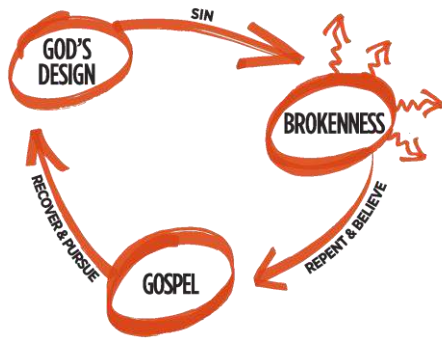 SIN
GOD'S
DESIGN
BROKENNESS
REPENT & BELIEVE
GOSPEL
RECOVER & PURSUE